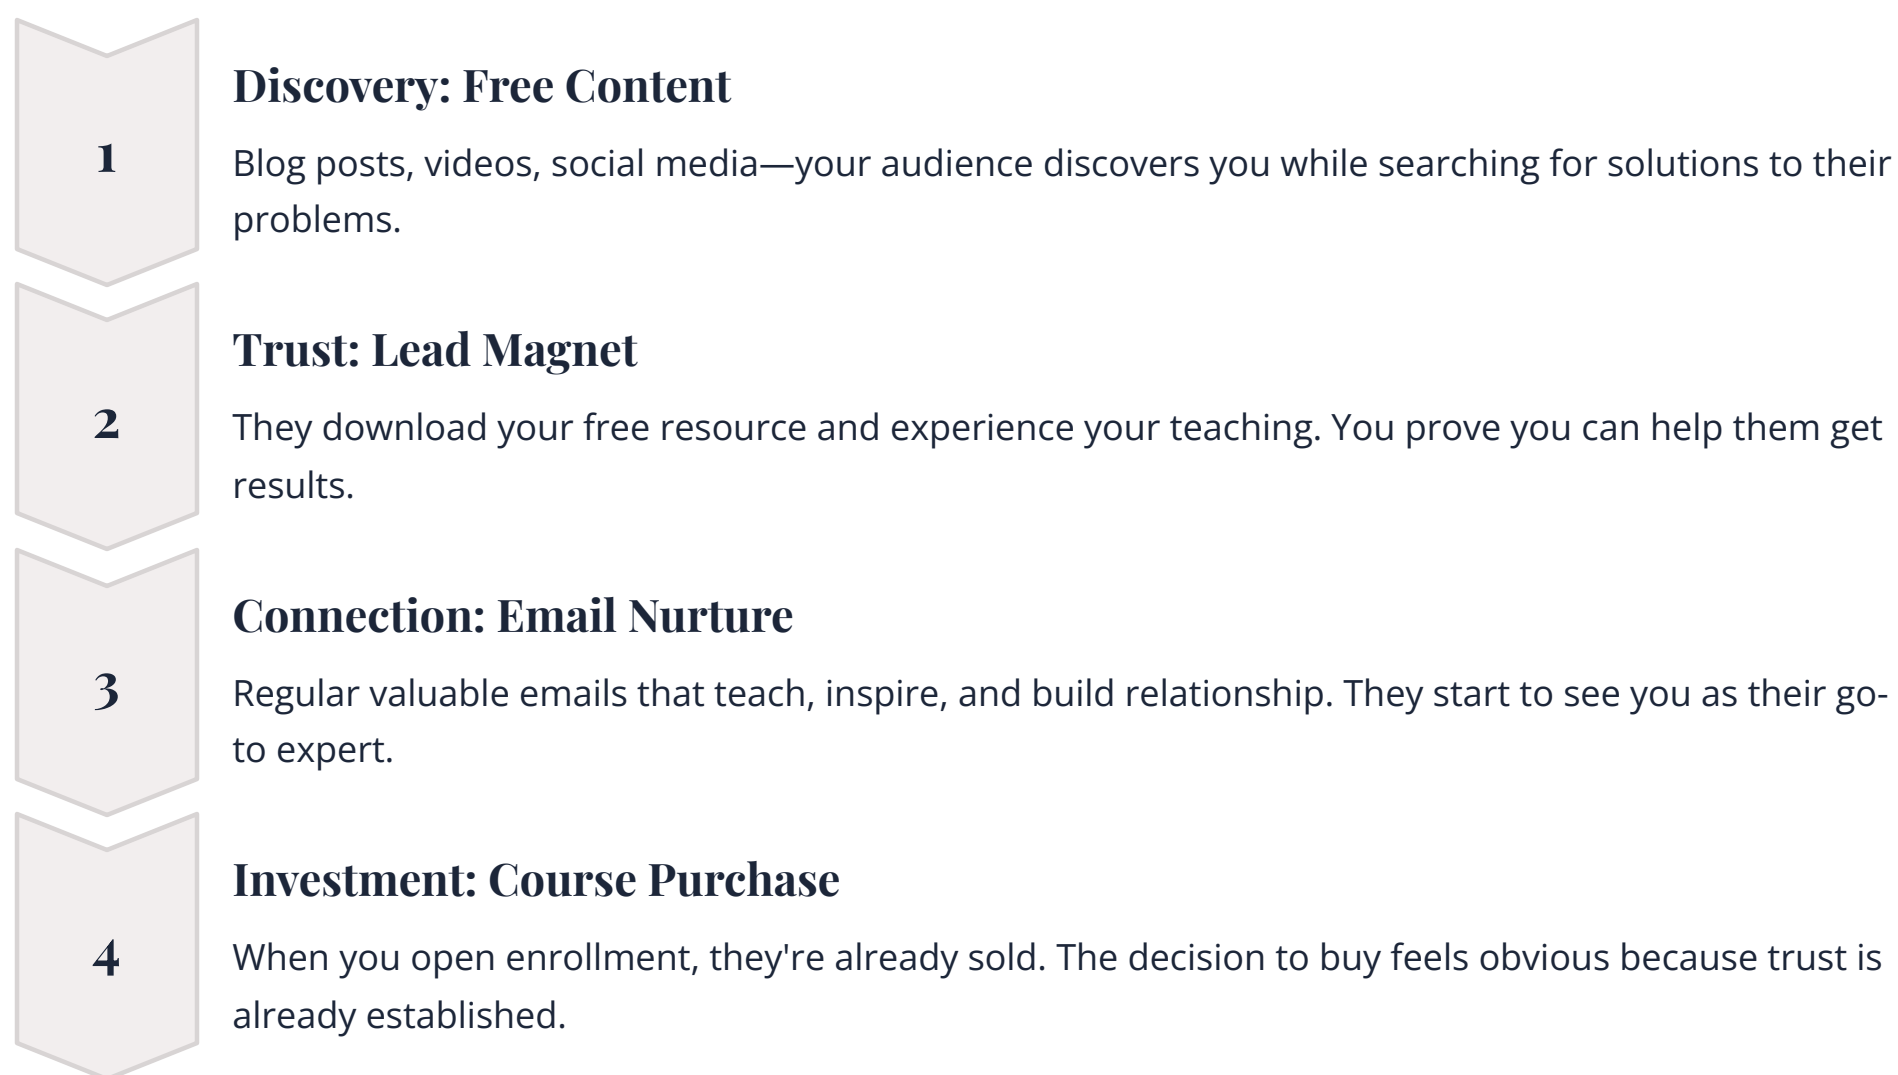 1
Discovery: Free Content
Blog posts, videos, social media—your audience discovers you while searching for solutions to their
problems.
2
Trust: Lead Magnet
They download your free resource and experience your teaching. You prove you can help them get
results.
3
Connection: Email Nurture
Regular valuable emails that teach, inspire, and build relationship. They start to see you as their go-
to expert.
4
Investment: Course Purchase
When you open enrollment, they're already sold. The decision to buy feels obvious because trust is
already established.